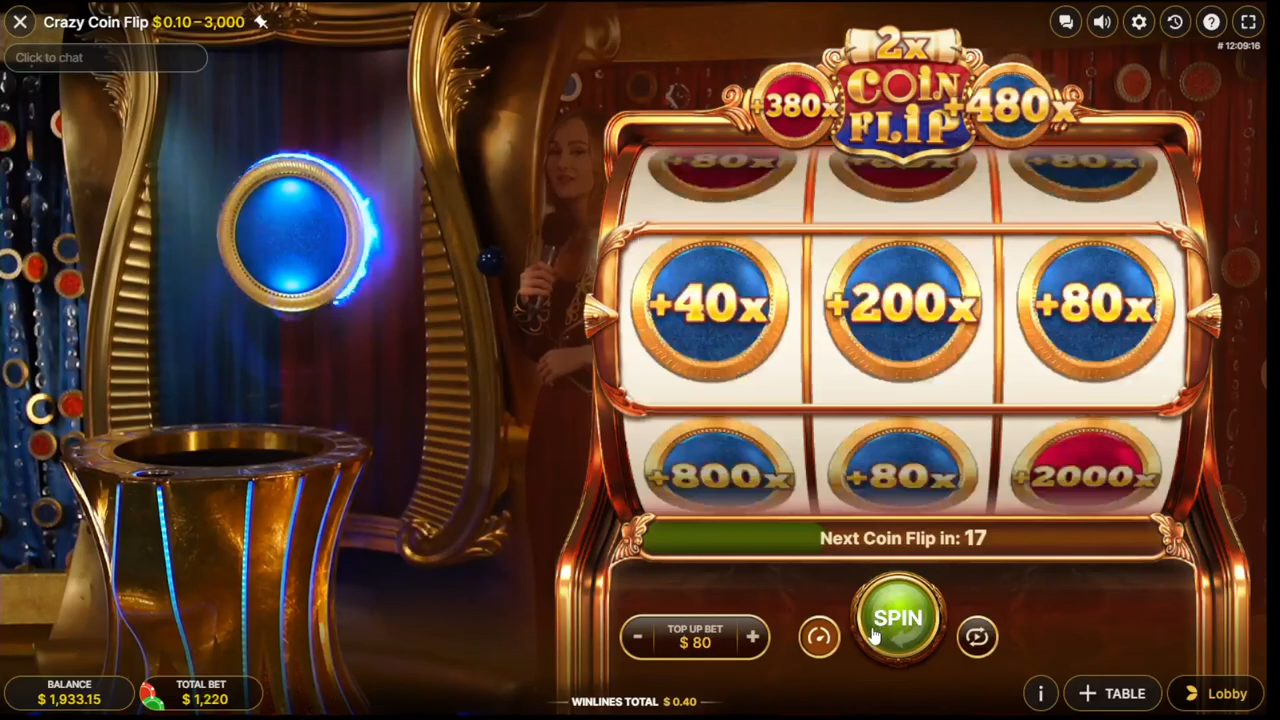 Crazy Coin Flip $0.10–3,000
Click to chat
# 12:09:16
2x
+380x COIN FLIP +480x
+80x +80x
+40x +200x +80x
+800x +80x +2000x
Next Coin Flip in: 17
SPIN
- TOP UP BET +
$ 80
BALANCE
$ 1,933.15
TOTAL BET
$ 1,220
WINLINES TOTAL $ 0.40
i
+ TABLE
Lobby